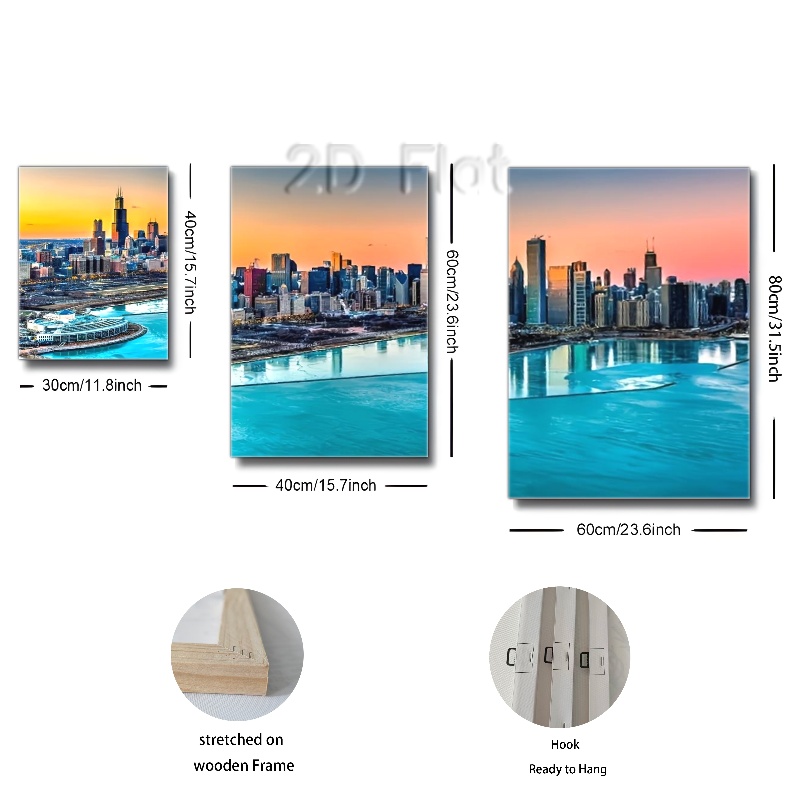 2D Flat
40cm/15.7inch
30cm/11.8inch
60cm/23.6inch
40cm/15.7inch
80cm/31.5inch
60cm/23.6inch
stretched on
wooden Frame
Hook
Ready to Hang